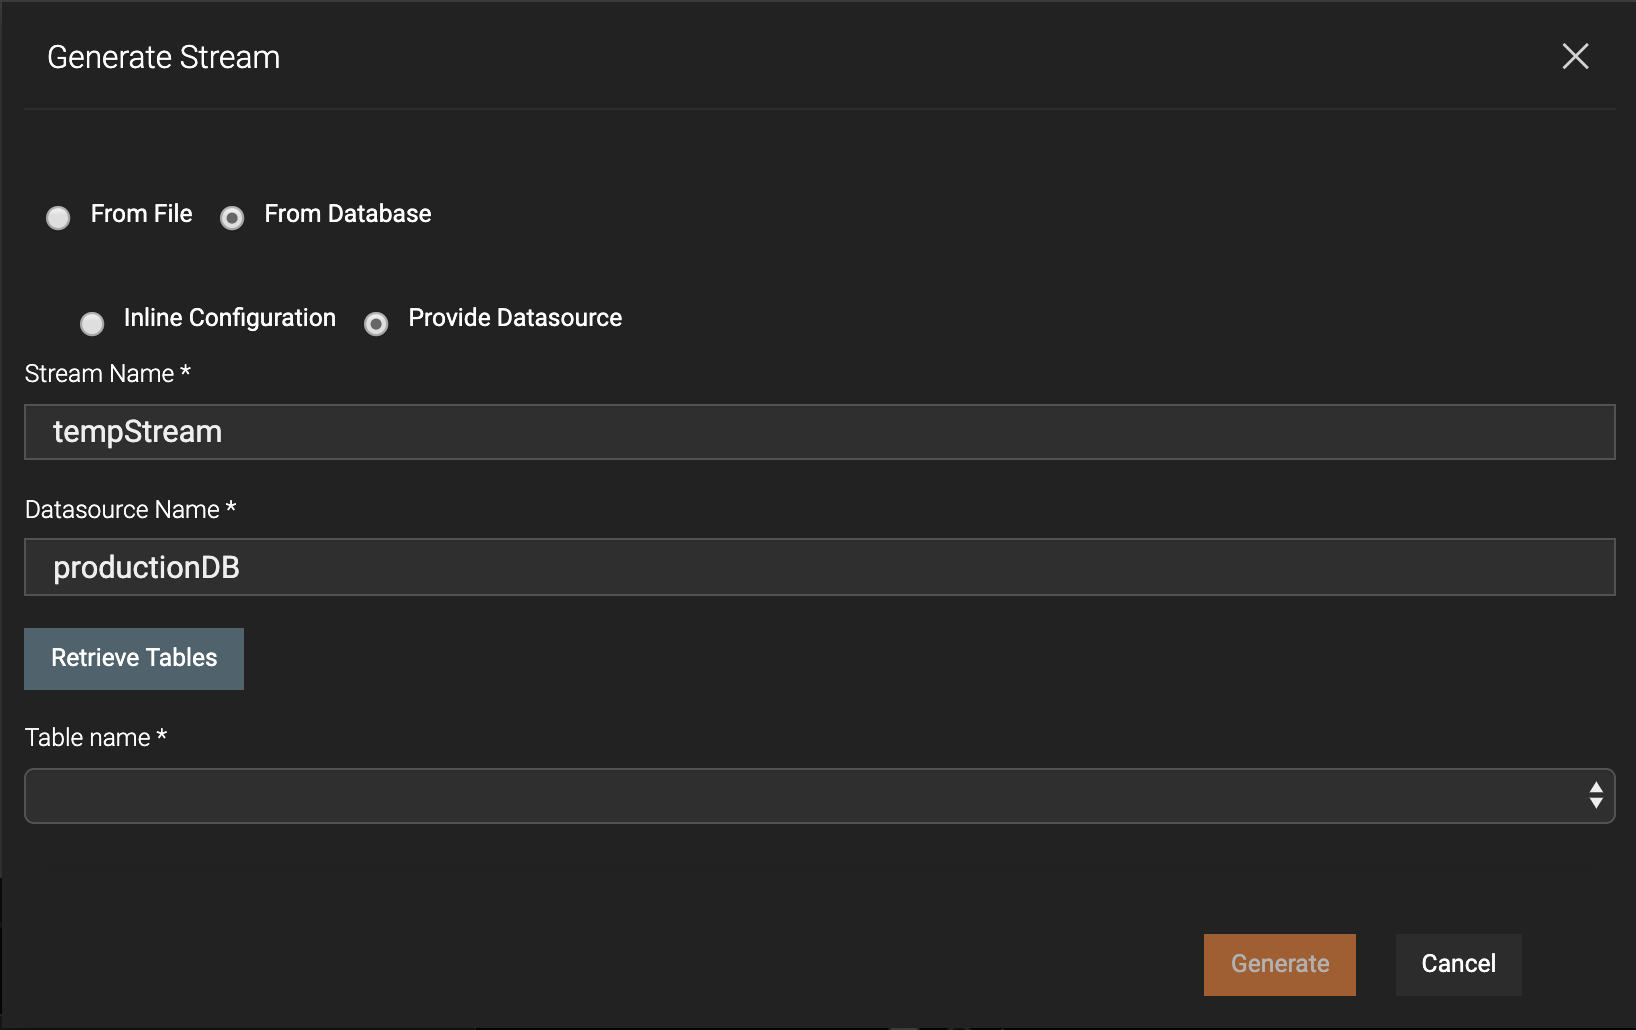 Generate Stream
From File From Database
Inline Configuration Provide Datasource
Stream Name *
tempStream
Datasource Name *
productionDB
Retrieve Tables
Table name *
Generate Cancel